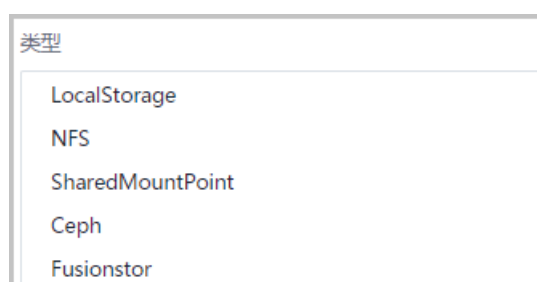 类型
LocalStorage
NFS
SharedMountPoint
Ceph
Fusionstor